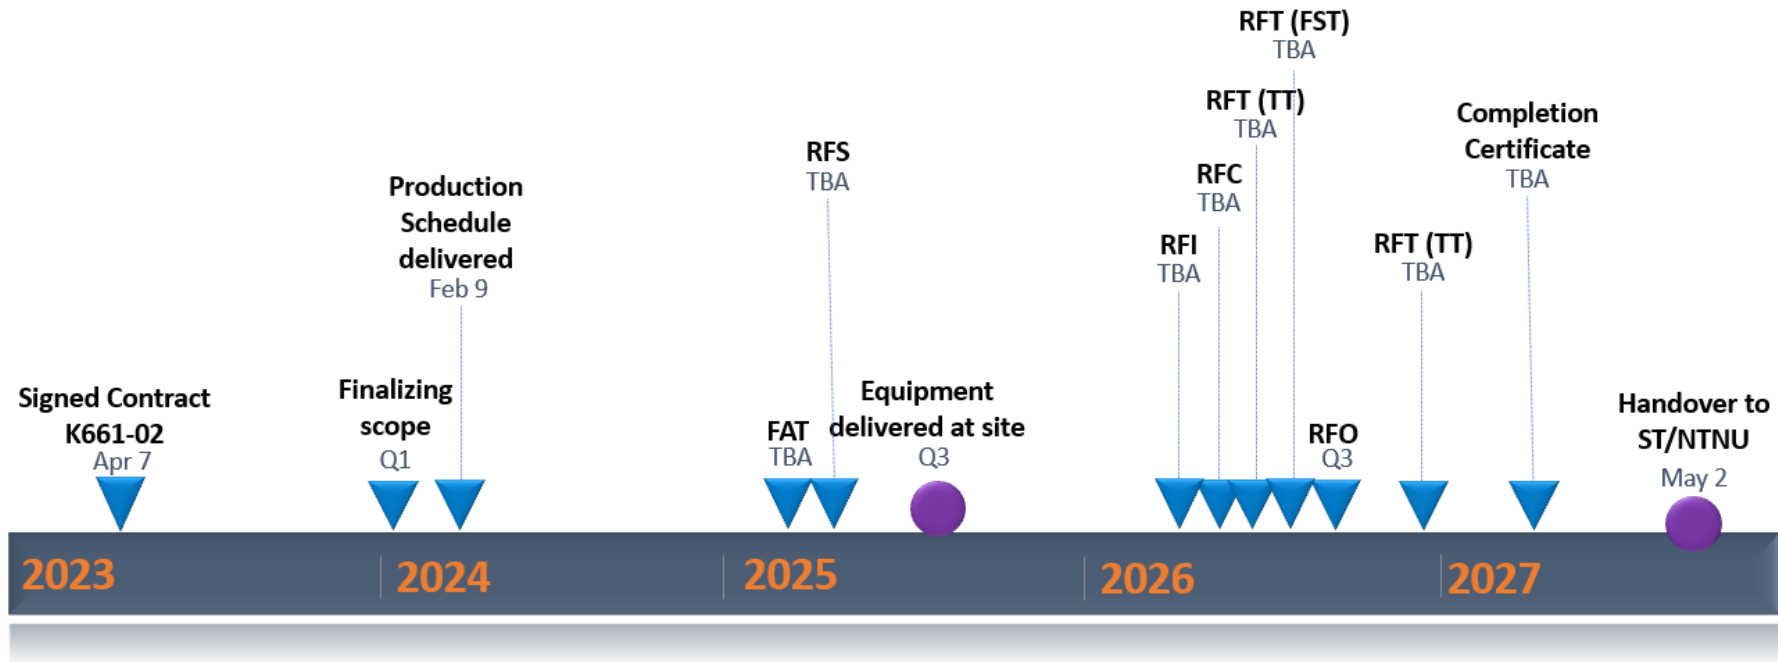 Signed Contract
K661-02
Apr 7
Finalizing
scope
Q1
Production
Schedule
delivered
Feb 9
FAT
TBA
RFS
TBA
Equipment
delivered at site
Q3
RFI
TBA
RFC
TBA
RFT (TT)
TBA
RFT (FST)
TBA
RFO
Q3
RFT (TT)
TBA
Completion
Certificate
TBA
Handover to
ST/NTNU
May 2
2023
2024
2025
2026
2027